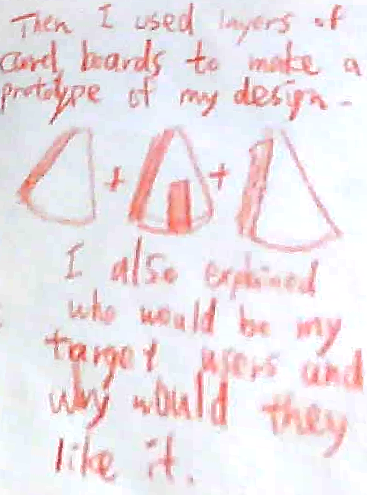 Then I used layers of
card boards to make a
prototype of my design.
+ +
I also explained
who would be my
target users and
why would they
like it.